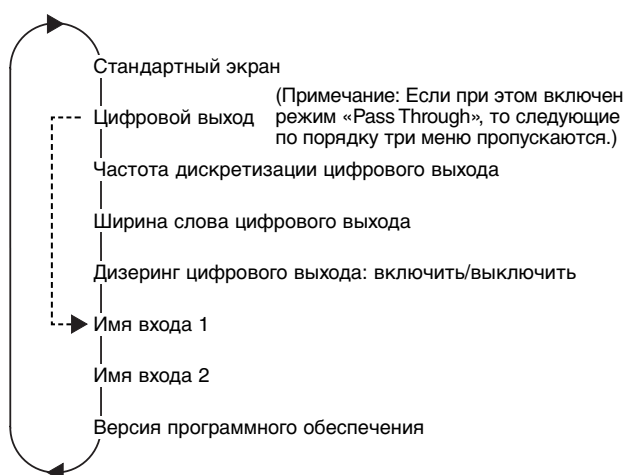 Стандартный экран
Цифровой выход
(Примечание: Если при этом включен
режим «Pass Through», то следующие
по порядку три меню пропускаются.)
Частота дискретизации цифрового выхода
Ширина слова цифрового выхода
Дизеринг цифрового выхода: включить/выключить
Имя входа 1
Имя входа 2
Версия программного обеспечения